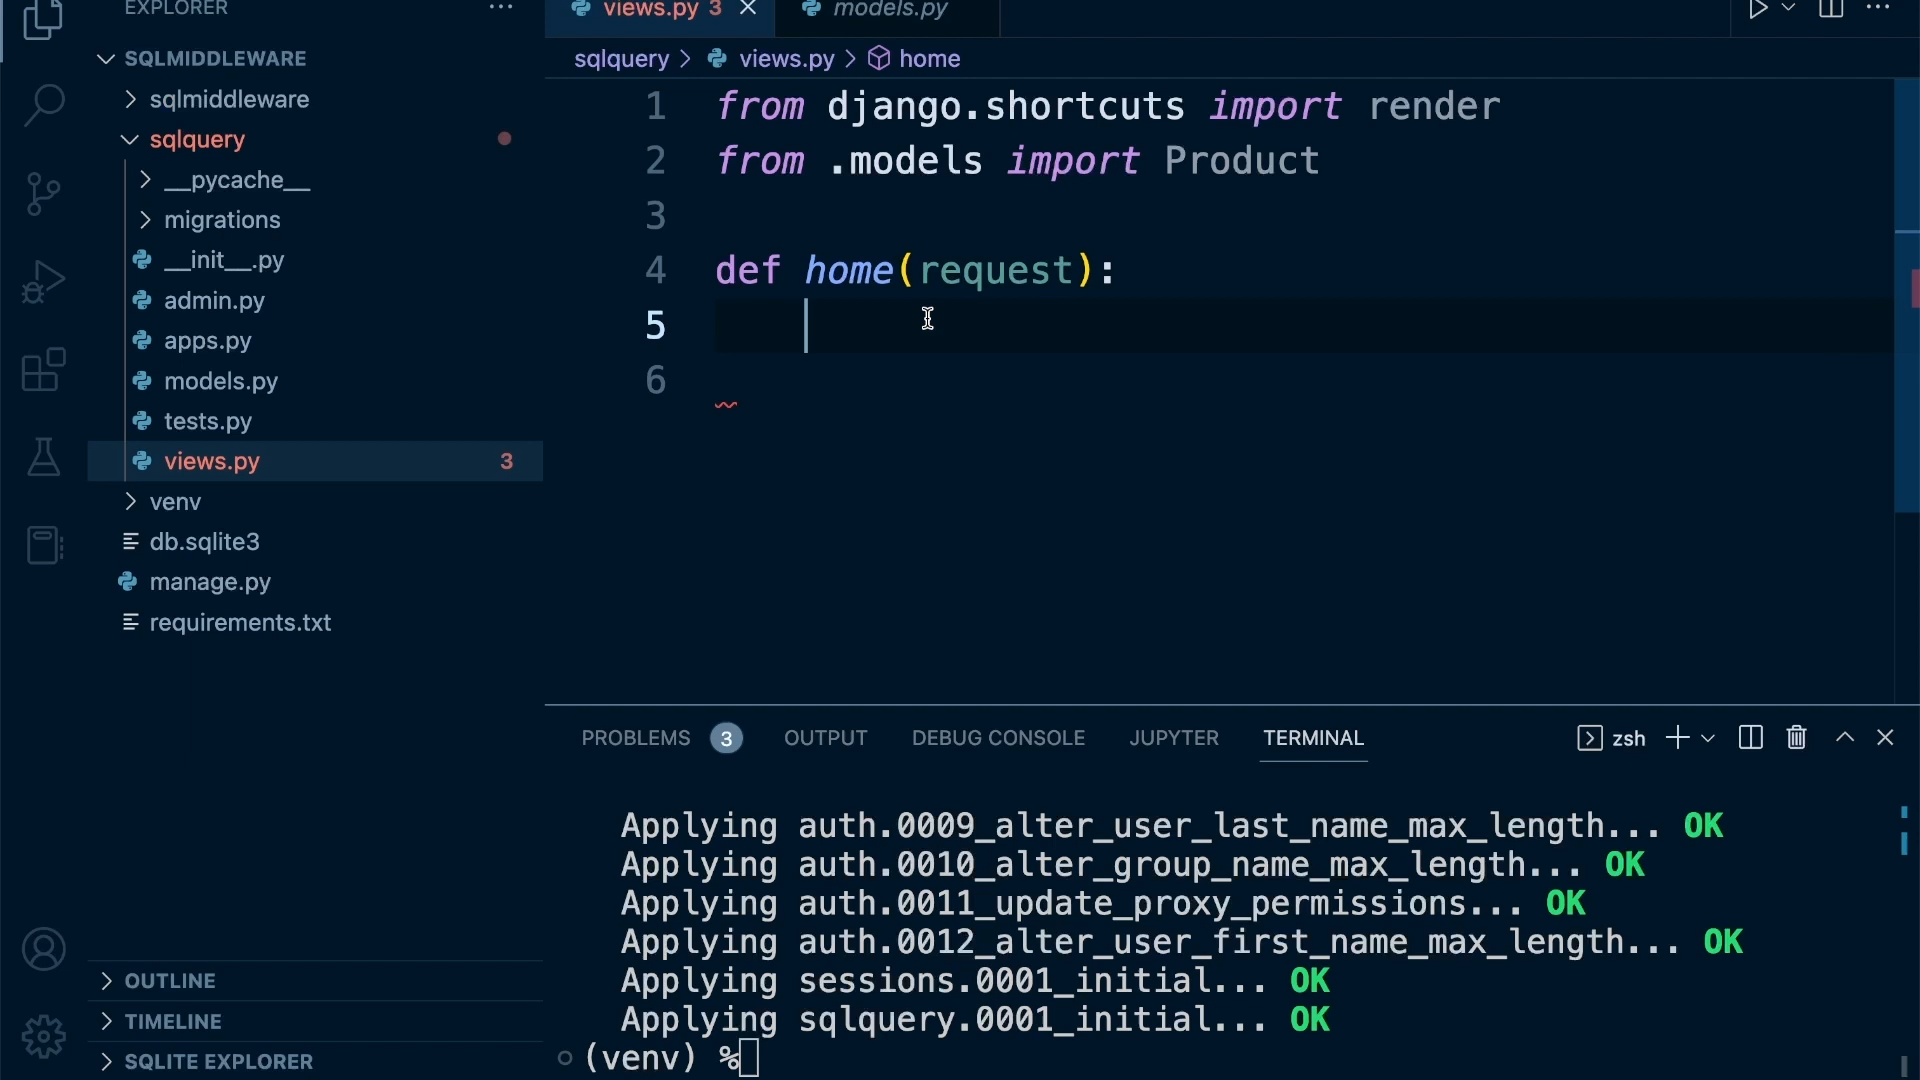 EXPLORER
SQLMIDDLEWARE
sqlmiddleware
sqlquery
__pycache__
migrations
__init__.py
admin.py
apps.py
models.py
tests.py
views.py 3
venv
db.sqlite3
manage.py
requirements.txt
OUTLINE
TIMELINE
SQLITE EXPLORER
views.py 3
models.py
sqlquery > views.py > home
1 from django.shortcuts import render
2 from .models import Product
3
4 def home(request):
5
6
PROBLEMS 3 OUTPUT DEBUG CONSOLE JUPYTER TERMINAL zsh
Applying auth.0009_alter_user_last_name_max_length... OK
Applying auth.0010_alter_group_name_max_length... OK
Applying auth.0011_update_proxy_permissions... OK
Applying auth.0012_alter_user_first_name_max_length... OK
Applying sessions.0001_initial... OK
Applying sqlquery.0001_initial... OK
(venv) %